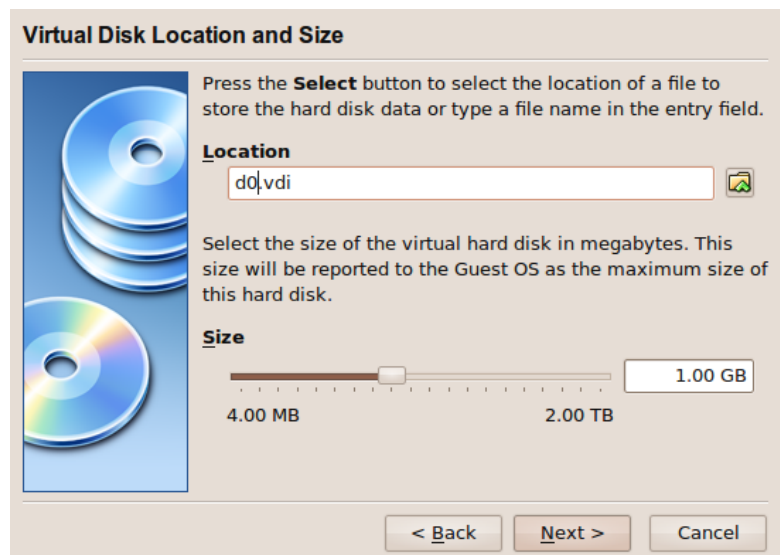 Virtual Disk Location and Size
Press the Select button to select the location of a file to
store the hard disk data or type a file name in the entry field.
Location
d0.vdi
Select the size of the virtual hard disk in megabytes. This
size will be reported to the Guest OS as the maximum size of
this hard disk.
Size
1.00 GB
4.00 MB 2.00 TB
< Back Next > Cancel